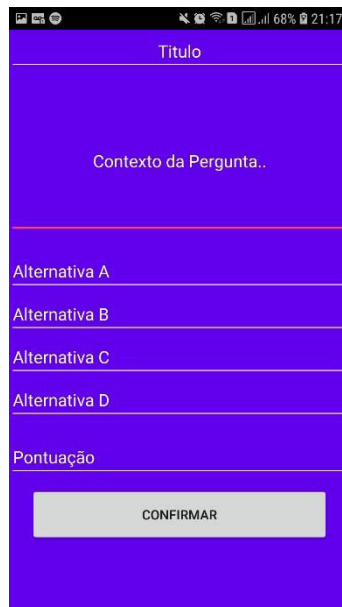 68% 21:17
Titulo
Contexto da Pergunta..
Alternativa A
Alternativa B
Alternativa C
Alternativa D
Pontuação
CONFIRMAR